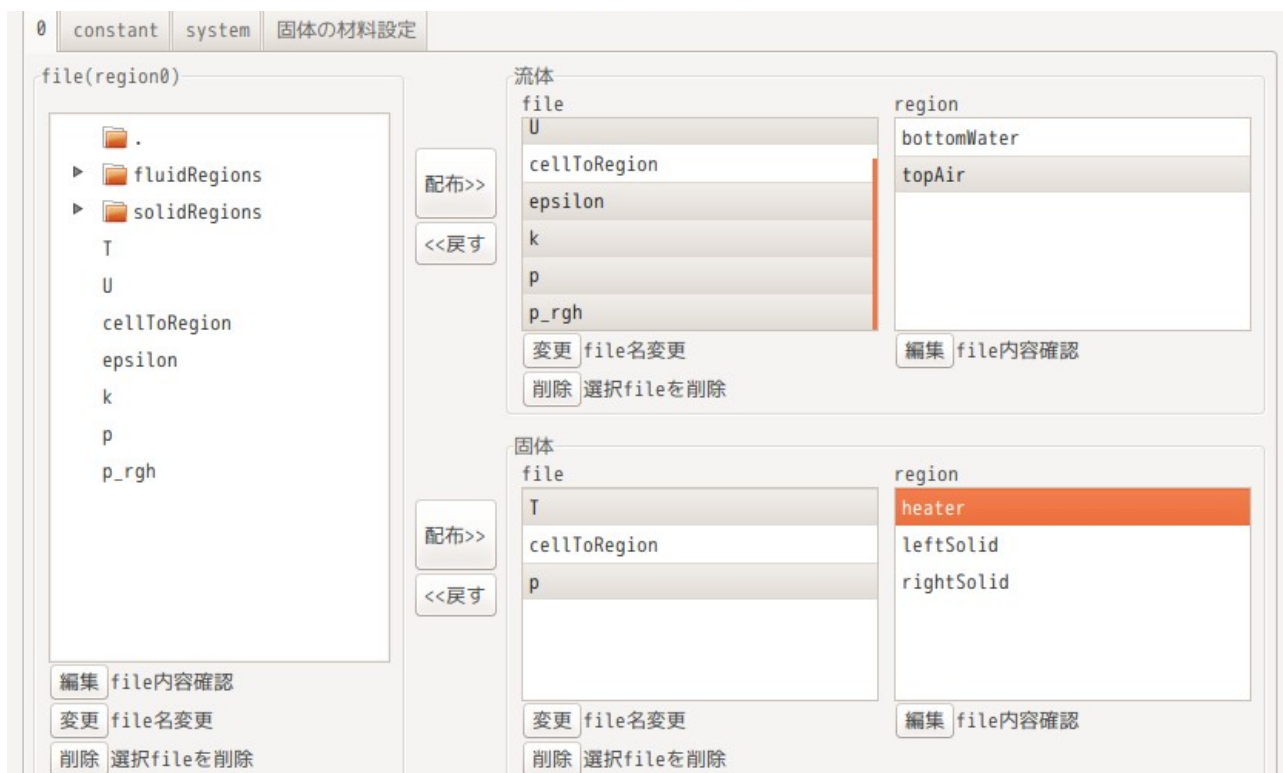 0 constant system 固体の材料設定
file(region0)
.
fluidRegions
solidRegions
T
U
cellToRegion
epsilon
k
p
p_rgh
編集 file内容確認
変更 file名変更
削除 選択fileを削除
配布>>
<<戻す
流体
file
U
cellToRegion
epsilon
k
p
p_rgh
変更 file名変更
削除 選択fileを削除
region
bottomWater
topAir
編集 file内容確認
配布>>
<<戻す
固体
file
T
cellToRegion
p
変更 file名変更
削除 選択fileを削除
region
heater
leftSolid
rightSolid
編集 file内容確認